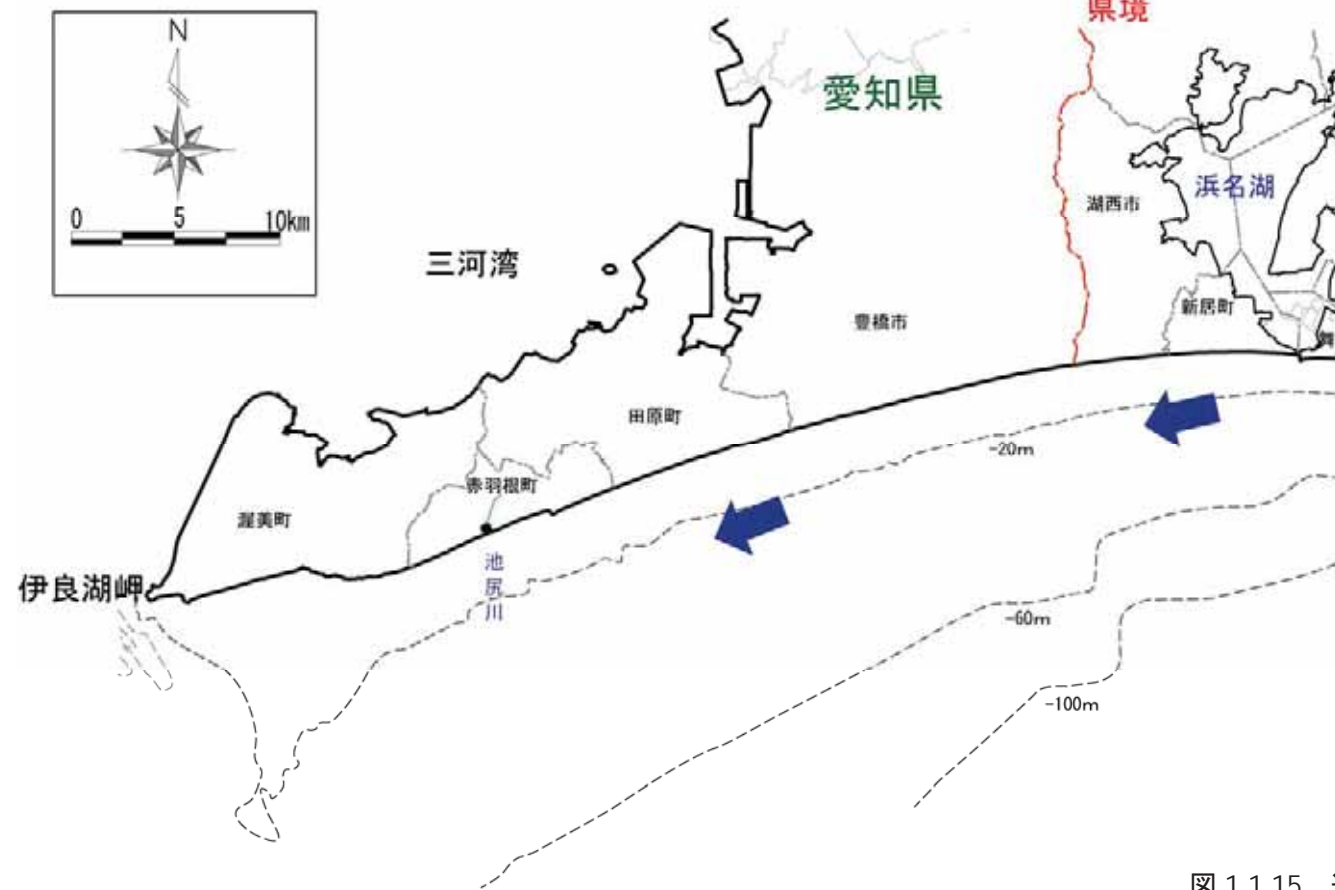 県境
N
愛知県
0 5 10km
浜名湖
湖西市
三河湾
新居町
豊橋市
舞
田原町
-20m
赤羽根町
渥美町
池尻川
伊良湖岬
-60m
-100m
図 1.1.15